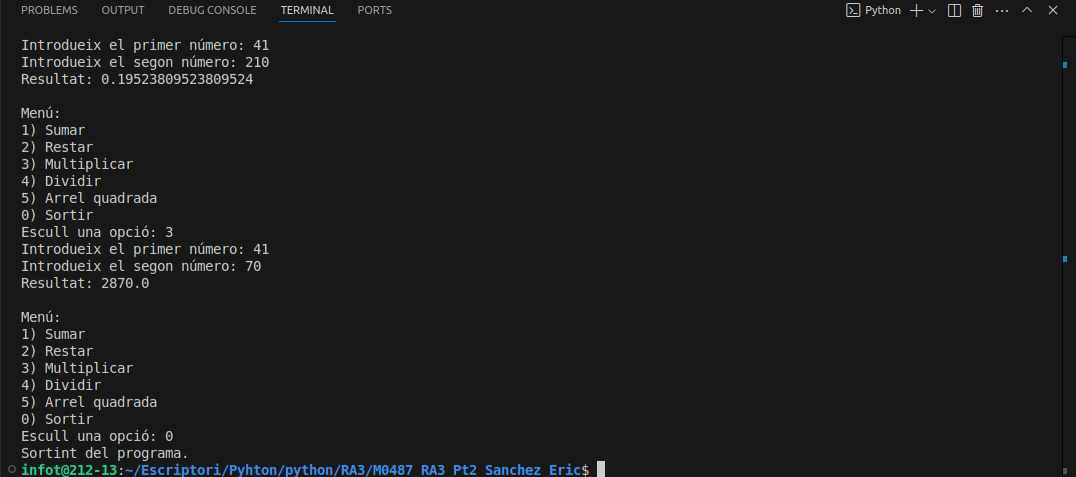 PROBLEMS OUTPUT DEBUG CONSOLE TERMINAL PORTS Python
Introdueix el primer número: 41
Introdueix el segon número: 210
Resultat: 0.19523809523809524
Menú:
1) Sumar
2) Restar
3) Multiplicar
4) Dividir
5) Arrel quadrada
0) Sortir
Escull una opció: 3
Introdueix el primer número: 41
Introdueix el segon número: 70
Resultat: 2870.0
Menú:
1) Sumar
2) Restar
3) Multiplicar
4) Dividir
5) Arrel quadrada
0) Sortir
Escull una opció: 0
Sortint del programa.
infot@212-13:~/Escriptori/Pyhton/python/RA3/M0487_RA3_Pt2_Sanchez_Eric$